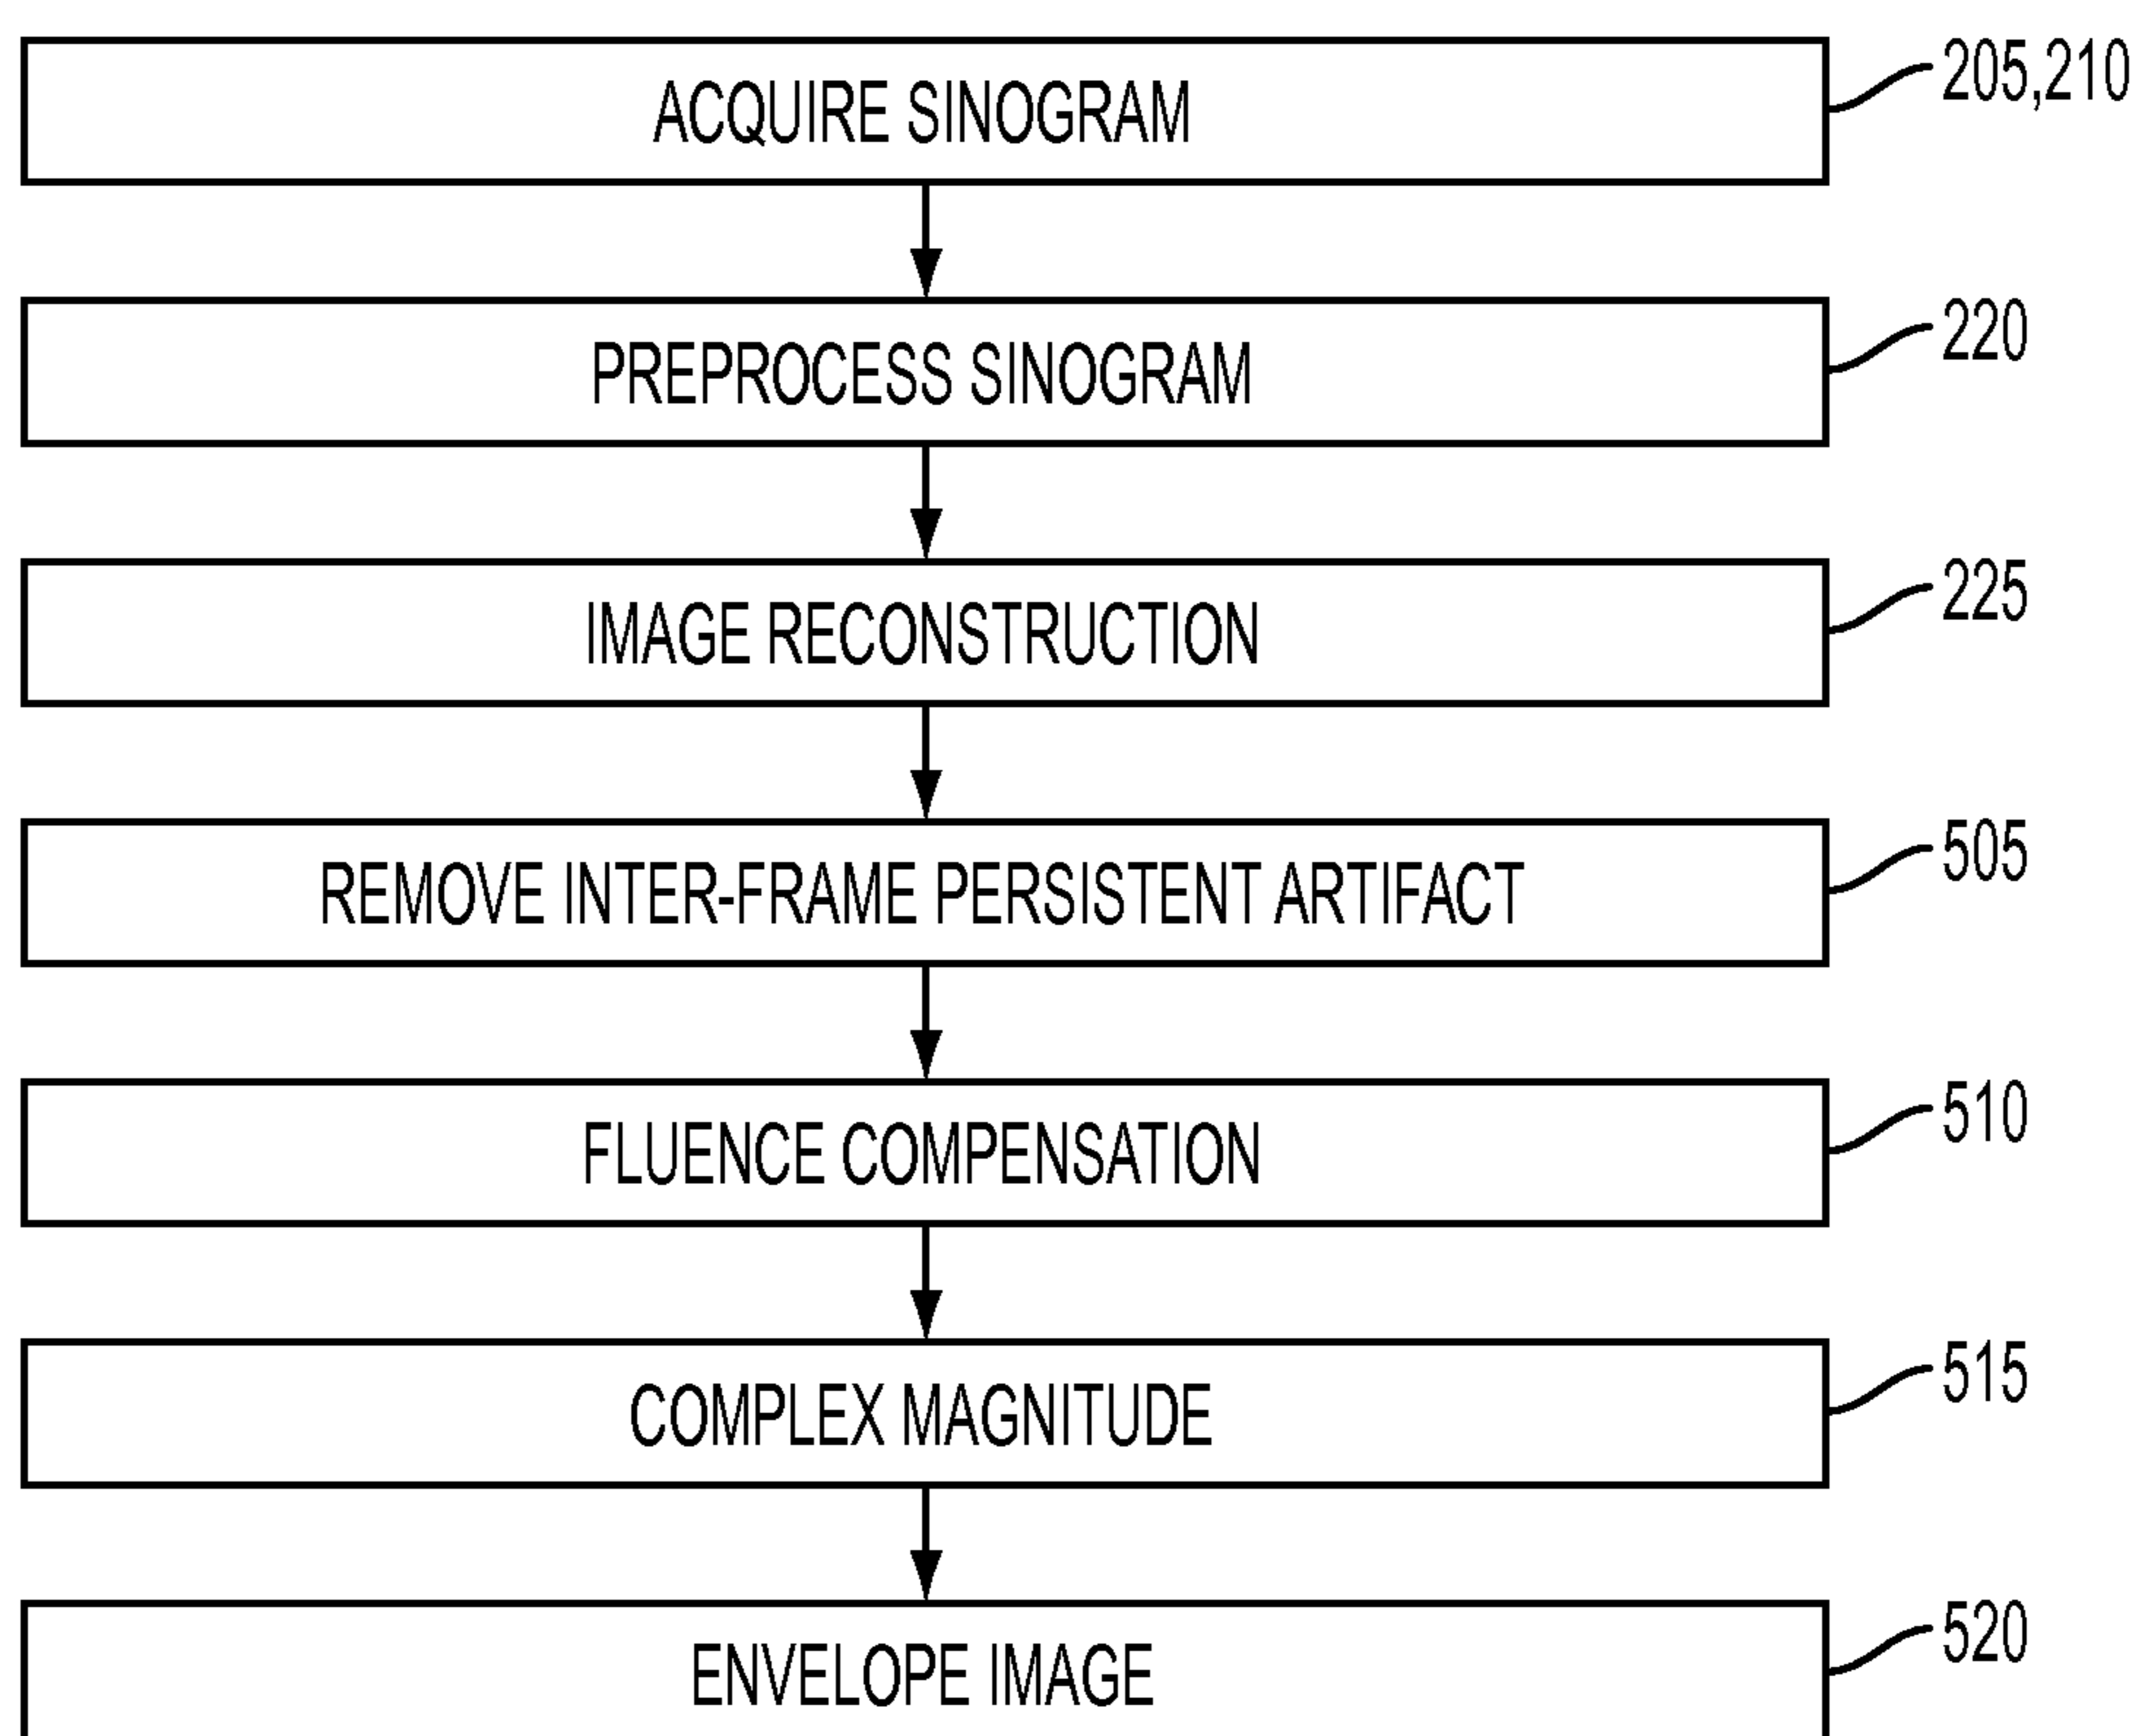 ACQUIRE SINOGRAM
205,210
PREPROCESS SINOGRAM
220
IMAGE RECONSTRUCTION
225
REMOVE INTER-FRAME PERSISTENT ARTIFACT
505
FLUENCE COMPENSATION
510
COMPLEX MAGNITUDE
515
ENVELOPE IMAGE
520